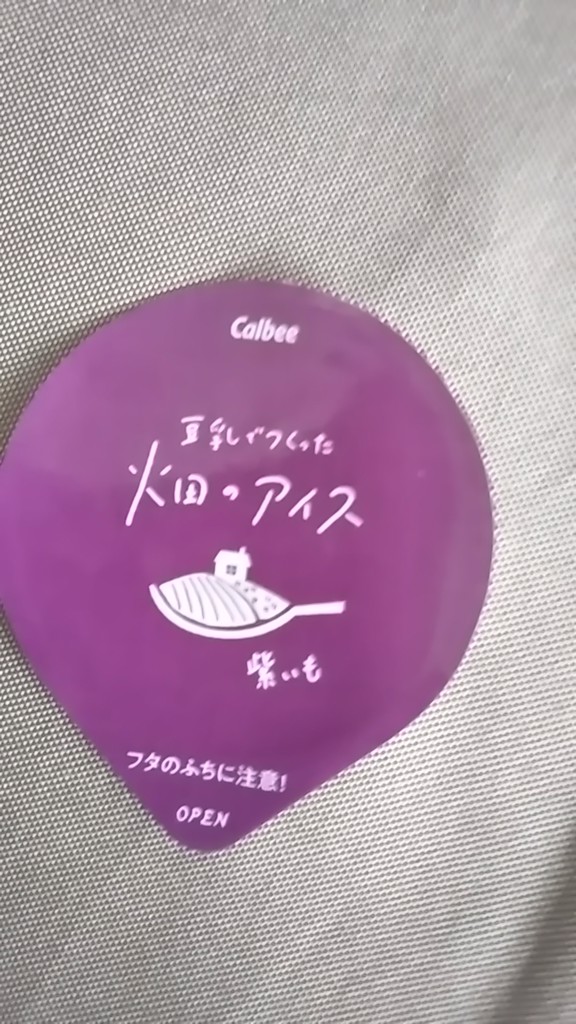 Calbee
豆乳でつくった
畑のアイス
紫いも
フタのふちに注意!
OPEN